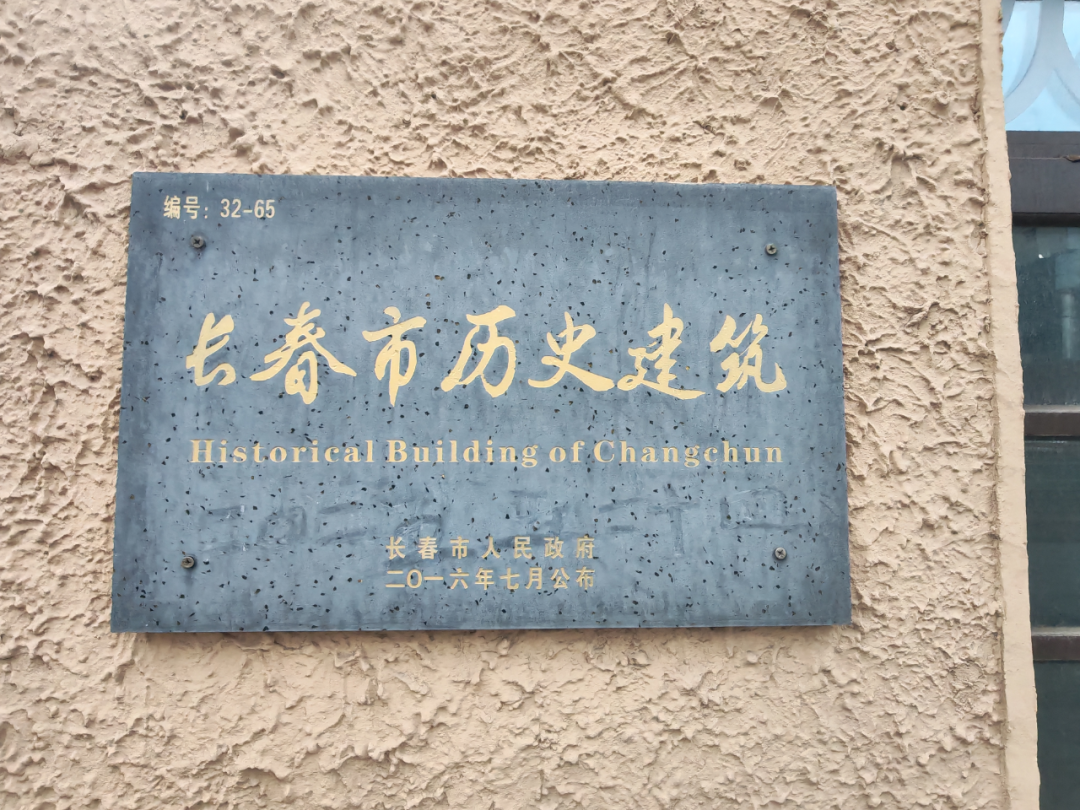 编号：32-65
长春市历史建筑
Historical Building of Changchun
长春市人民政府
二〇一六年七月公布